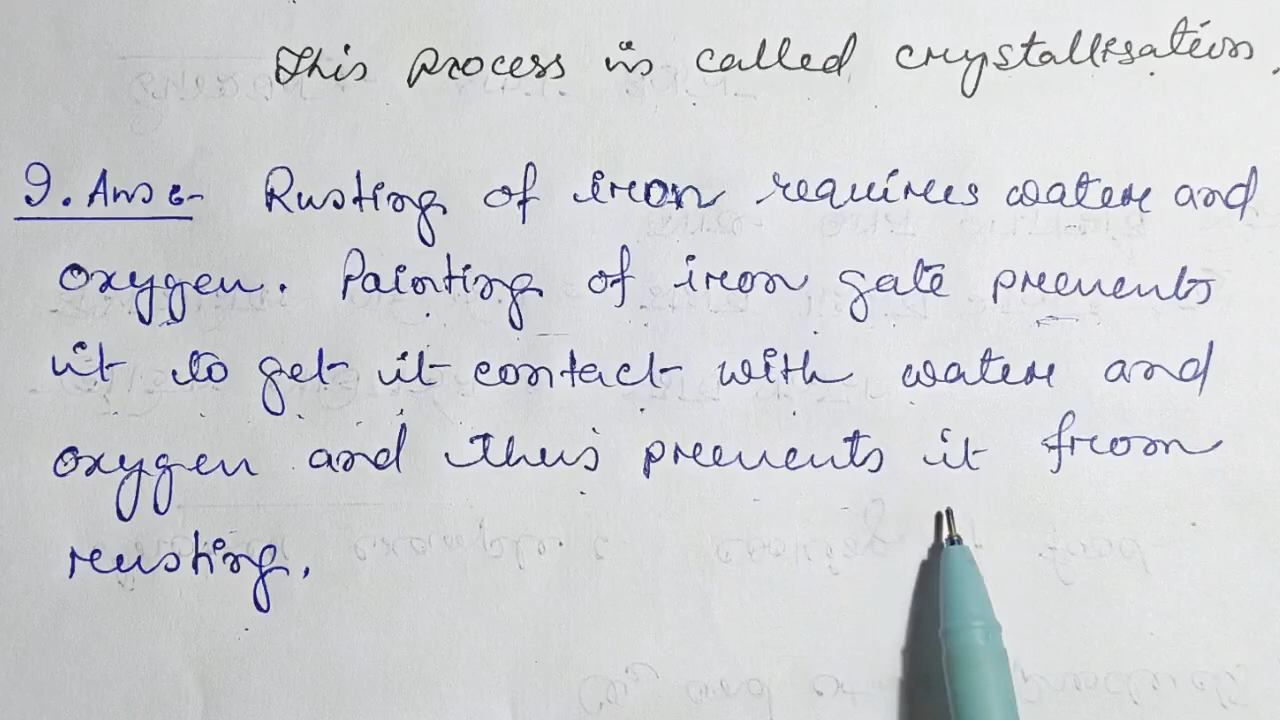 This process is called crystallisation.
9. Ans:- Rusting of iron requires water and
oxygen. Painting of iron gate prevents
it to get it contact with water and
oxygen and thus prevents it from
rusting.